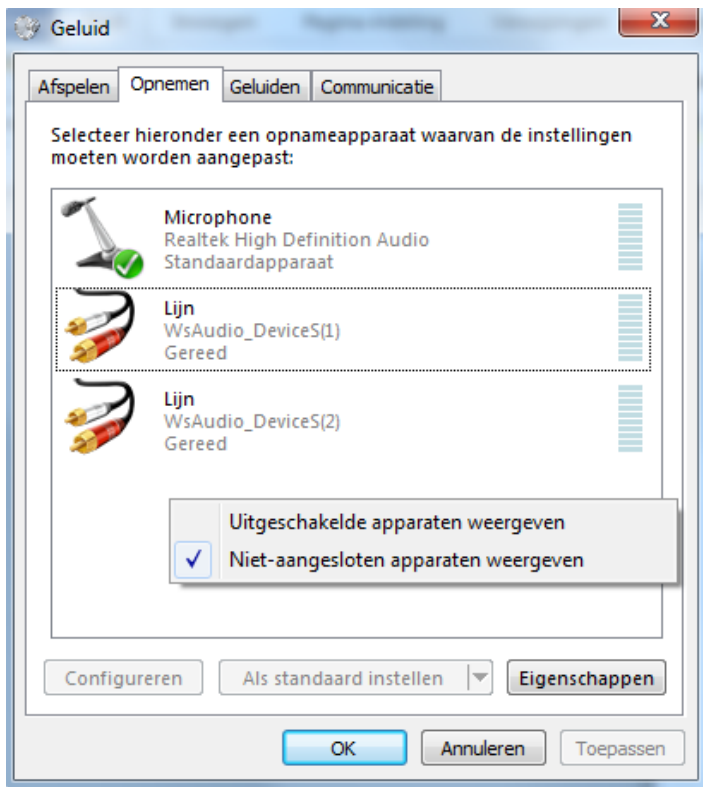 Geluid
Afspelen Opnemen Geluiden Communicatie
Selecteer hieronder een opnameapparaat waarvan de instellingen
moeten worden aangepast:
Microphone
Realtek High Definition Audio
Standaardapparaat
Lijn
WsAudio_DeviceS(1)
Gereed
Lijn
WsAudio_DeviceS(2)
Gereed
Uitgeschakelde apparaten weergeven
Niet-aangesloten apparaten weergeven
Configureren Als standaard instellen Eigenschappen
OK Annuleren Toepassen